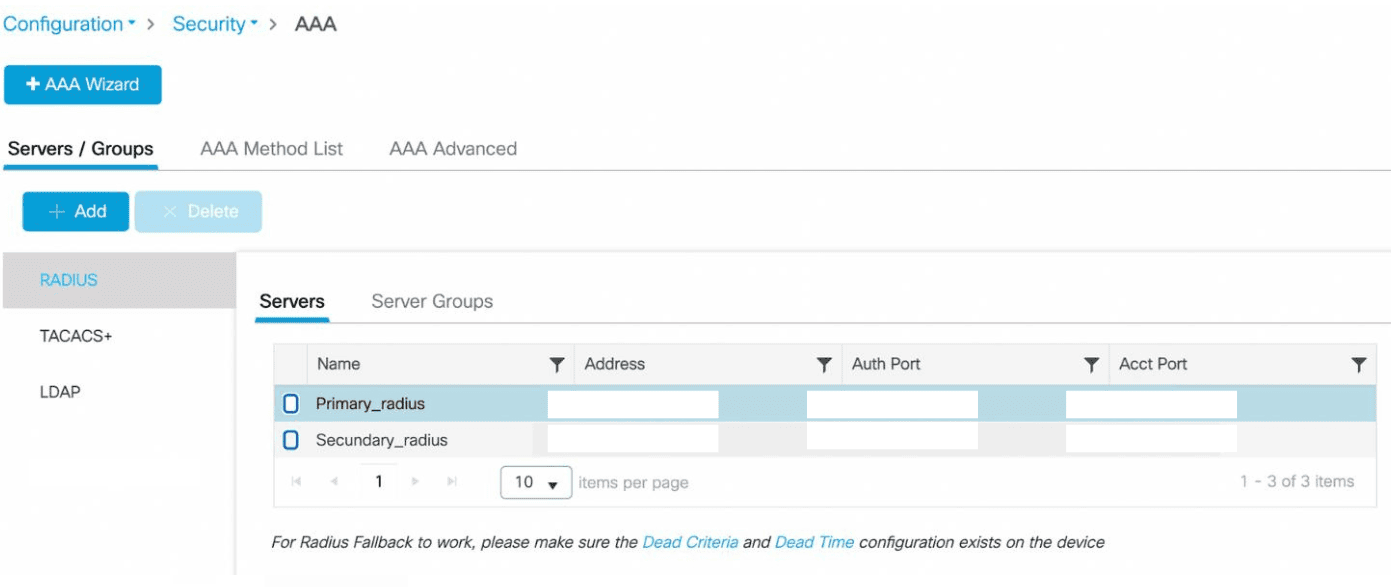 Configuration > Security > AAA
+ AAA Wizard
Servers / Groups AAA Method List AAA Advanced
+ Add × Delete
RADIUS
TACACS+
LDAP
Servers Server Groups
Name Address Auth Port Acct Port
Primary_radius
Secundary_radius
1 10 items per page 1 - 3 of 3 items
For Radius Fallback to work, please make sure the Dead Criteria and Dead Time configuration exists on the device